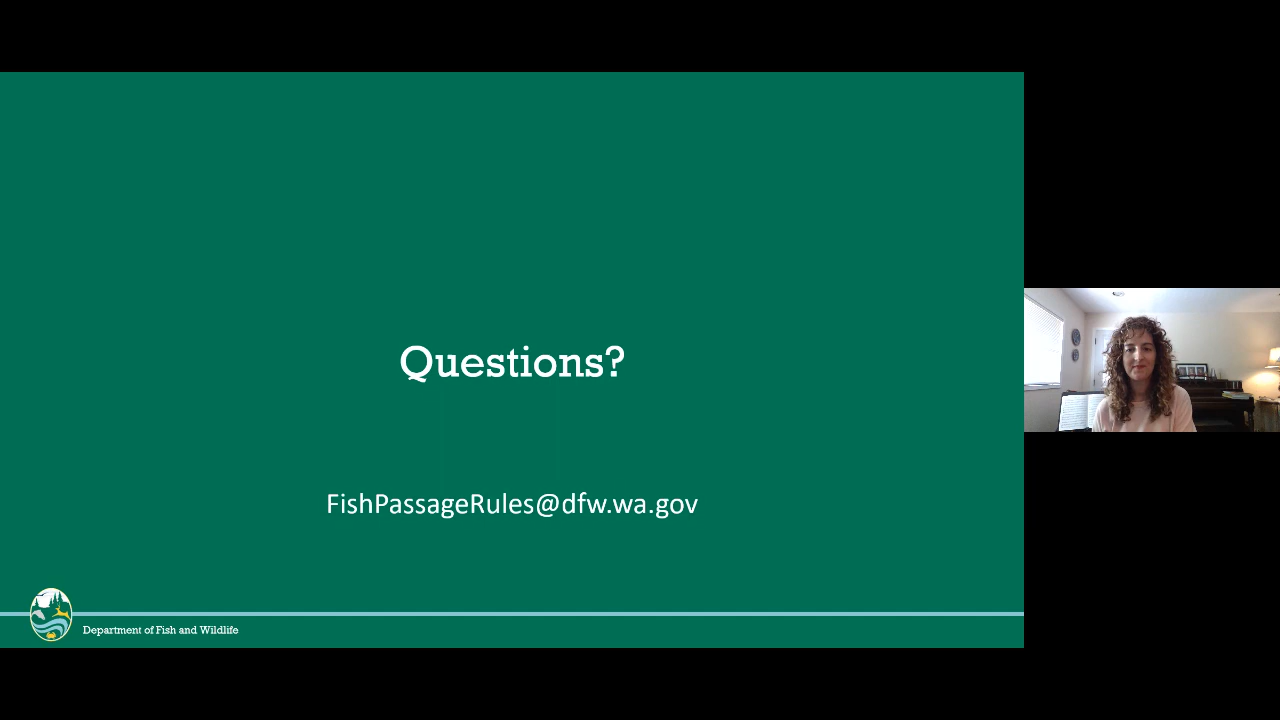 Questions?
FishPassageRules@dfw.wa.gov
Department of Fish and Wildlife